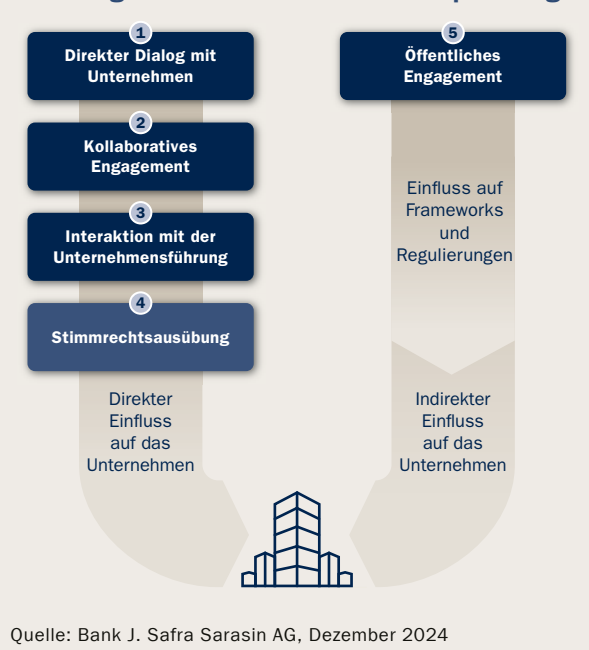 1
Direkter Dialog mit
Unternehmen
2
Kollaboratives
Engagement
3
Interaktion mit der
Unternehmensführung
4
Stimmrechtsausübung
Direkter
Einfluss
auf das
Unternehmen
5
Öffentliches
Engagement
Einfluss auf
Frameworks
und
Regulierungen
Indirekter
Einfluss
auf das
Unternehmen
Quelle: Bank J. Safra Sarasin AG, Dezember 2024